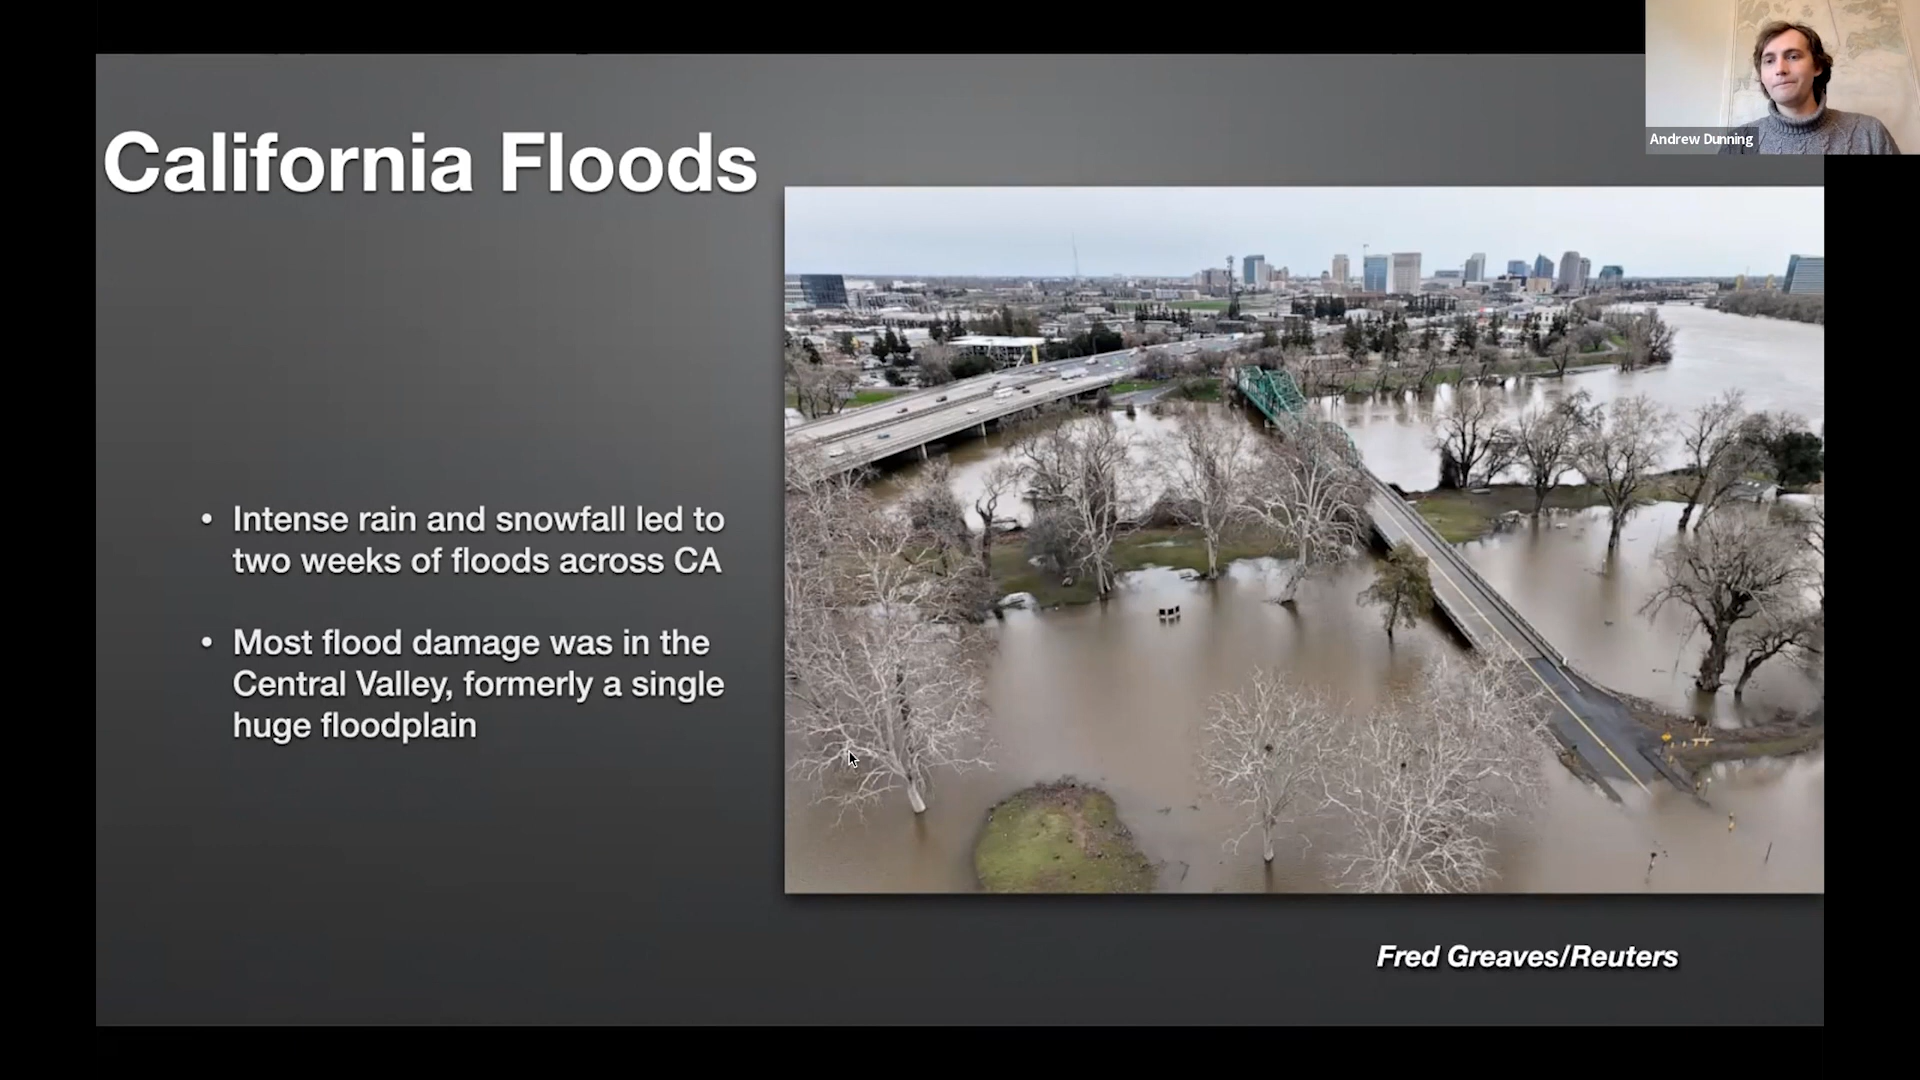 Andrew Dunning
California Floods
• Intense rain and snowfall led to
two weeks of floods across CA
• Most flood damage was in the
Central Valley, formerly a single
huge floodplain
Fred Greaves/Reuters